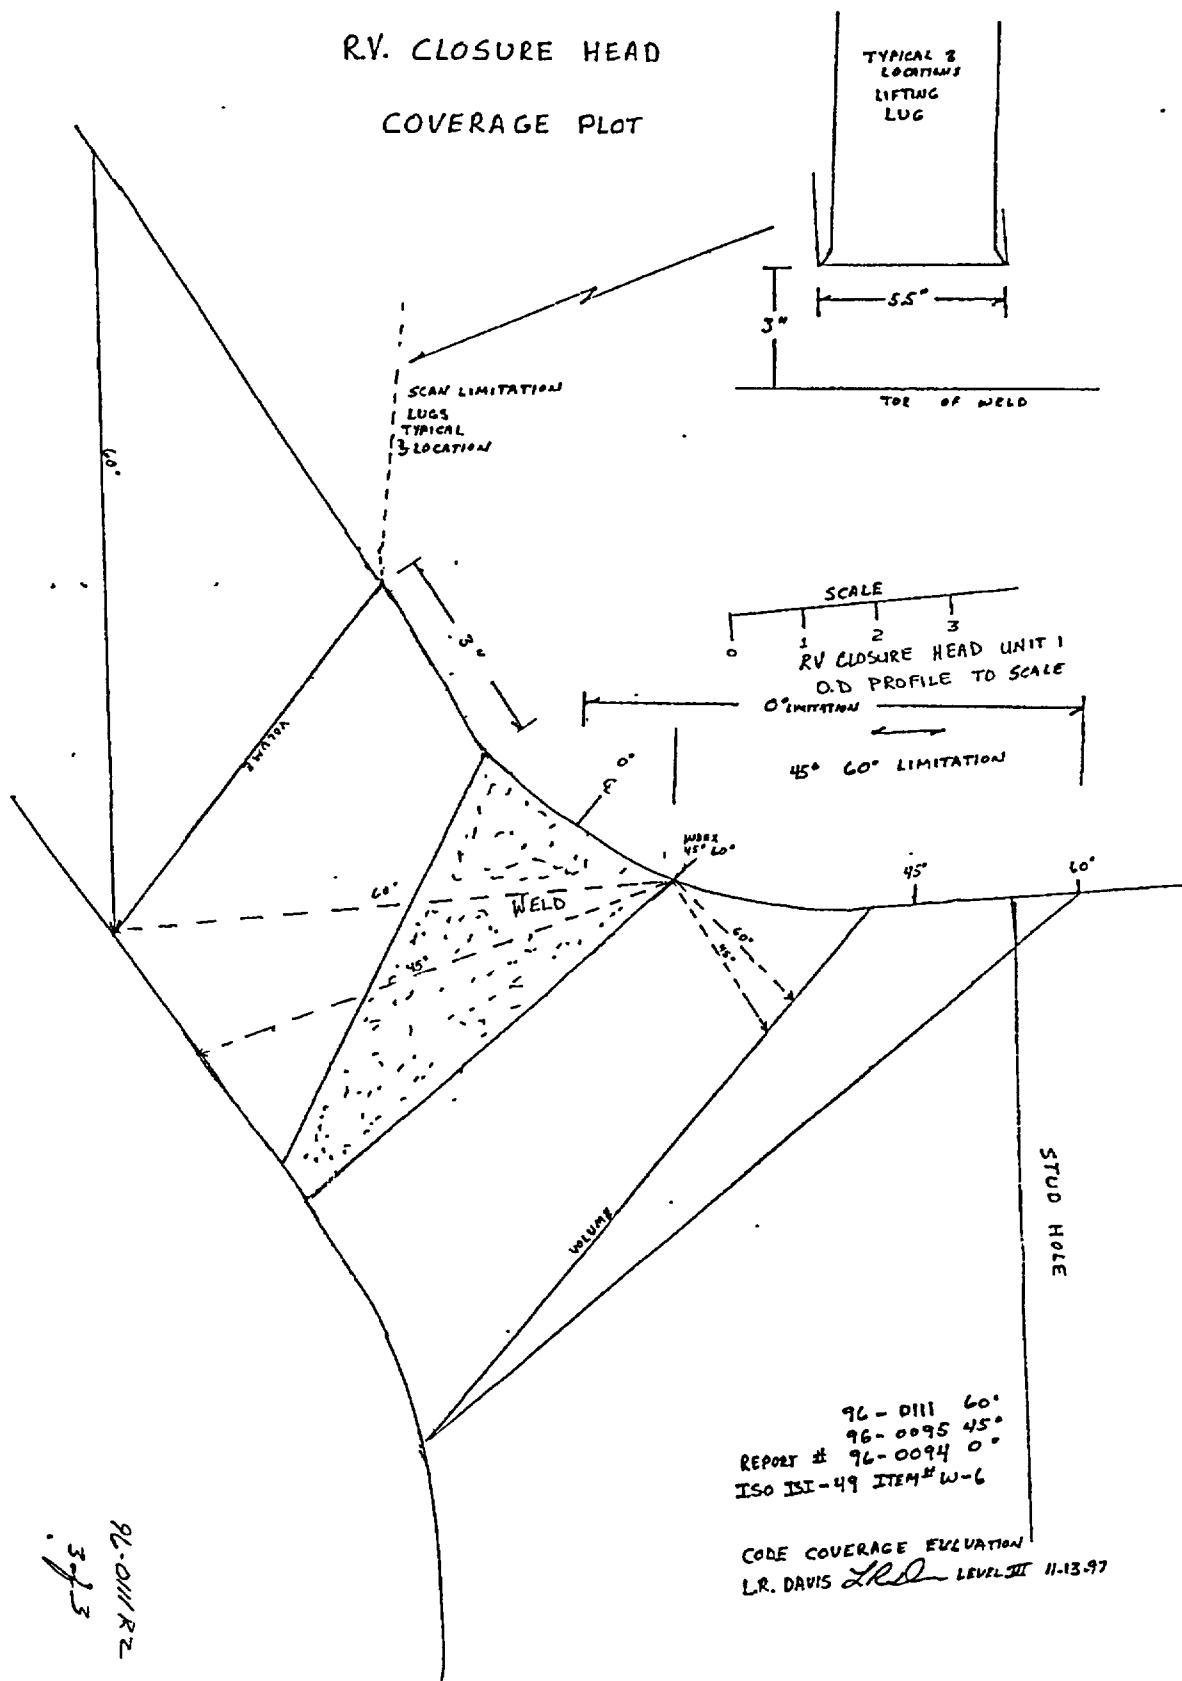 R.V. CLOSURE HEAD
COVERAGE PLOT
TYPICAL 3
LOCATIONS
LIFTING
LUG
5.5"
3"
TOE OF WELD
SCAN LIMITATION
LUGS
TYPICAL
3 LOCATION
60°
3"
VOLUME
SCALE
0 1 2 3
RV CLOSURE HEAD UNIT 1
O.D PROFILE TO SCALE
0° LIMITATION
45° 60° LIMITATION
0°
INDEX
45° 60°
45°
60°
60°
WELD
45°
60°
45°
VOLUME
STUD HOLE
96-0111 60°
96-0095 45°
REPORT # 96-0094 0°
ISO ISI-49 ITEM# W-6
CODE COVERAGE EVLUATION
L.R. DAVIS LEVEL III 11-13-97
96-0111 R2
3 of 3